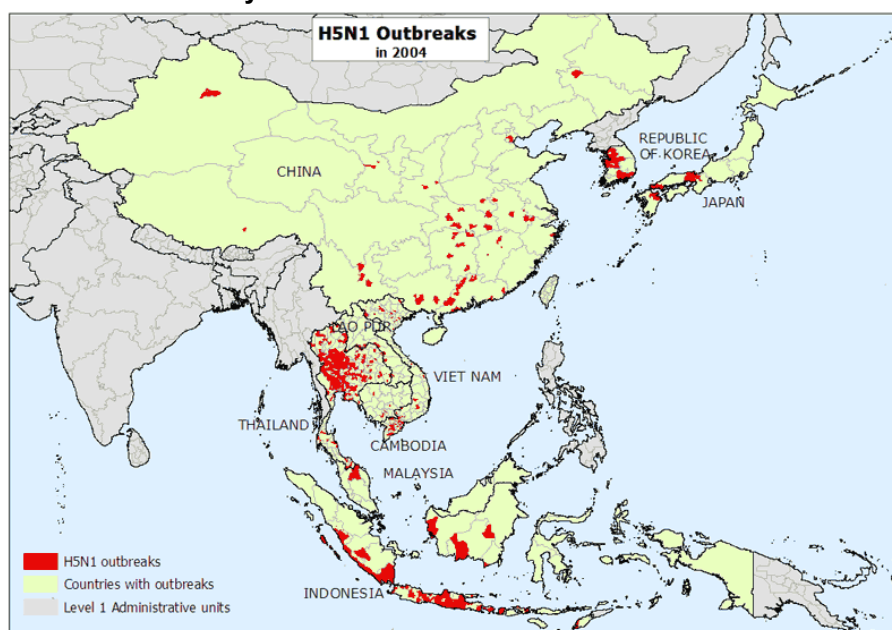 H5N1 Outbreaks
in 2004
REPUBLIC
OF KOREA
CHINA
JAPAN
LAO PDR
VIET NAM
THAILAND
CAMBODIA
MALAYSIA
H5N1 outbreaks
Countries with outbreaks
INDONESIA
Level 1 Administrative units